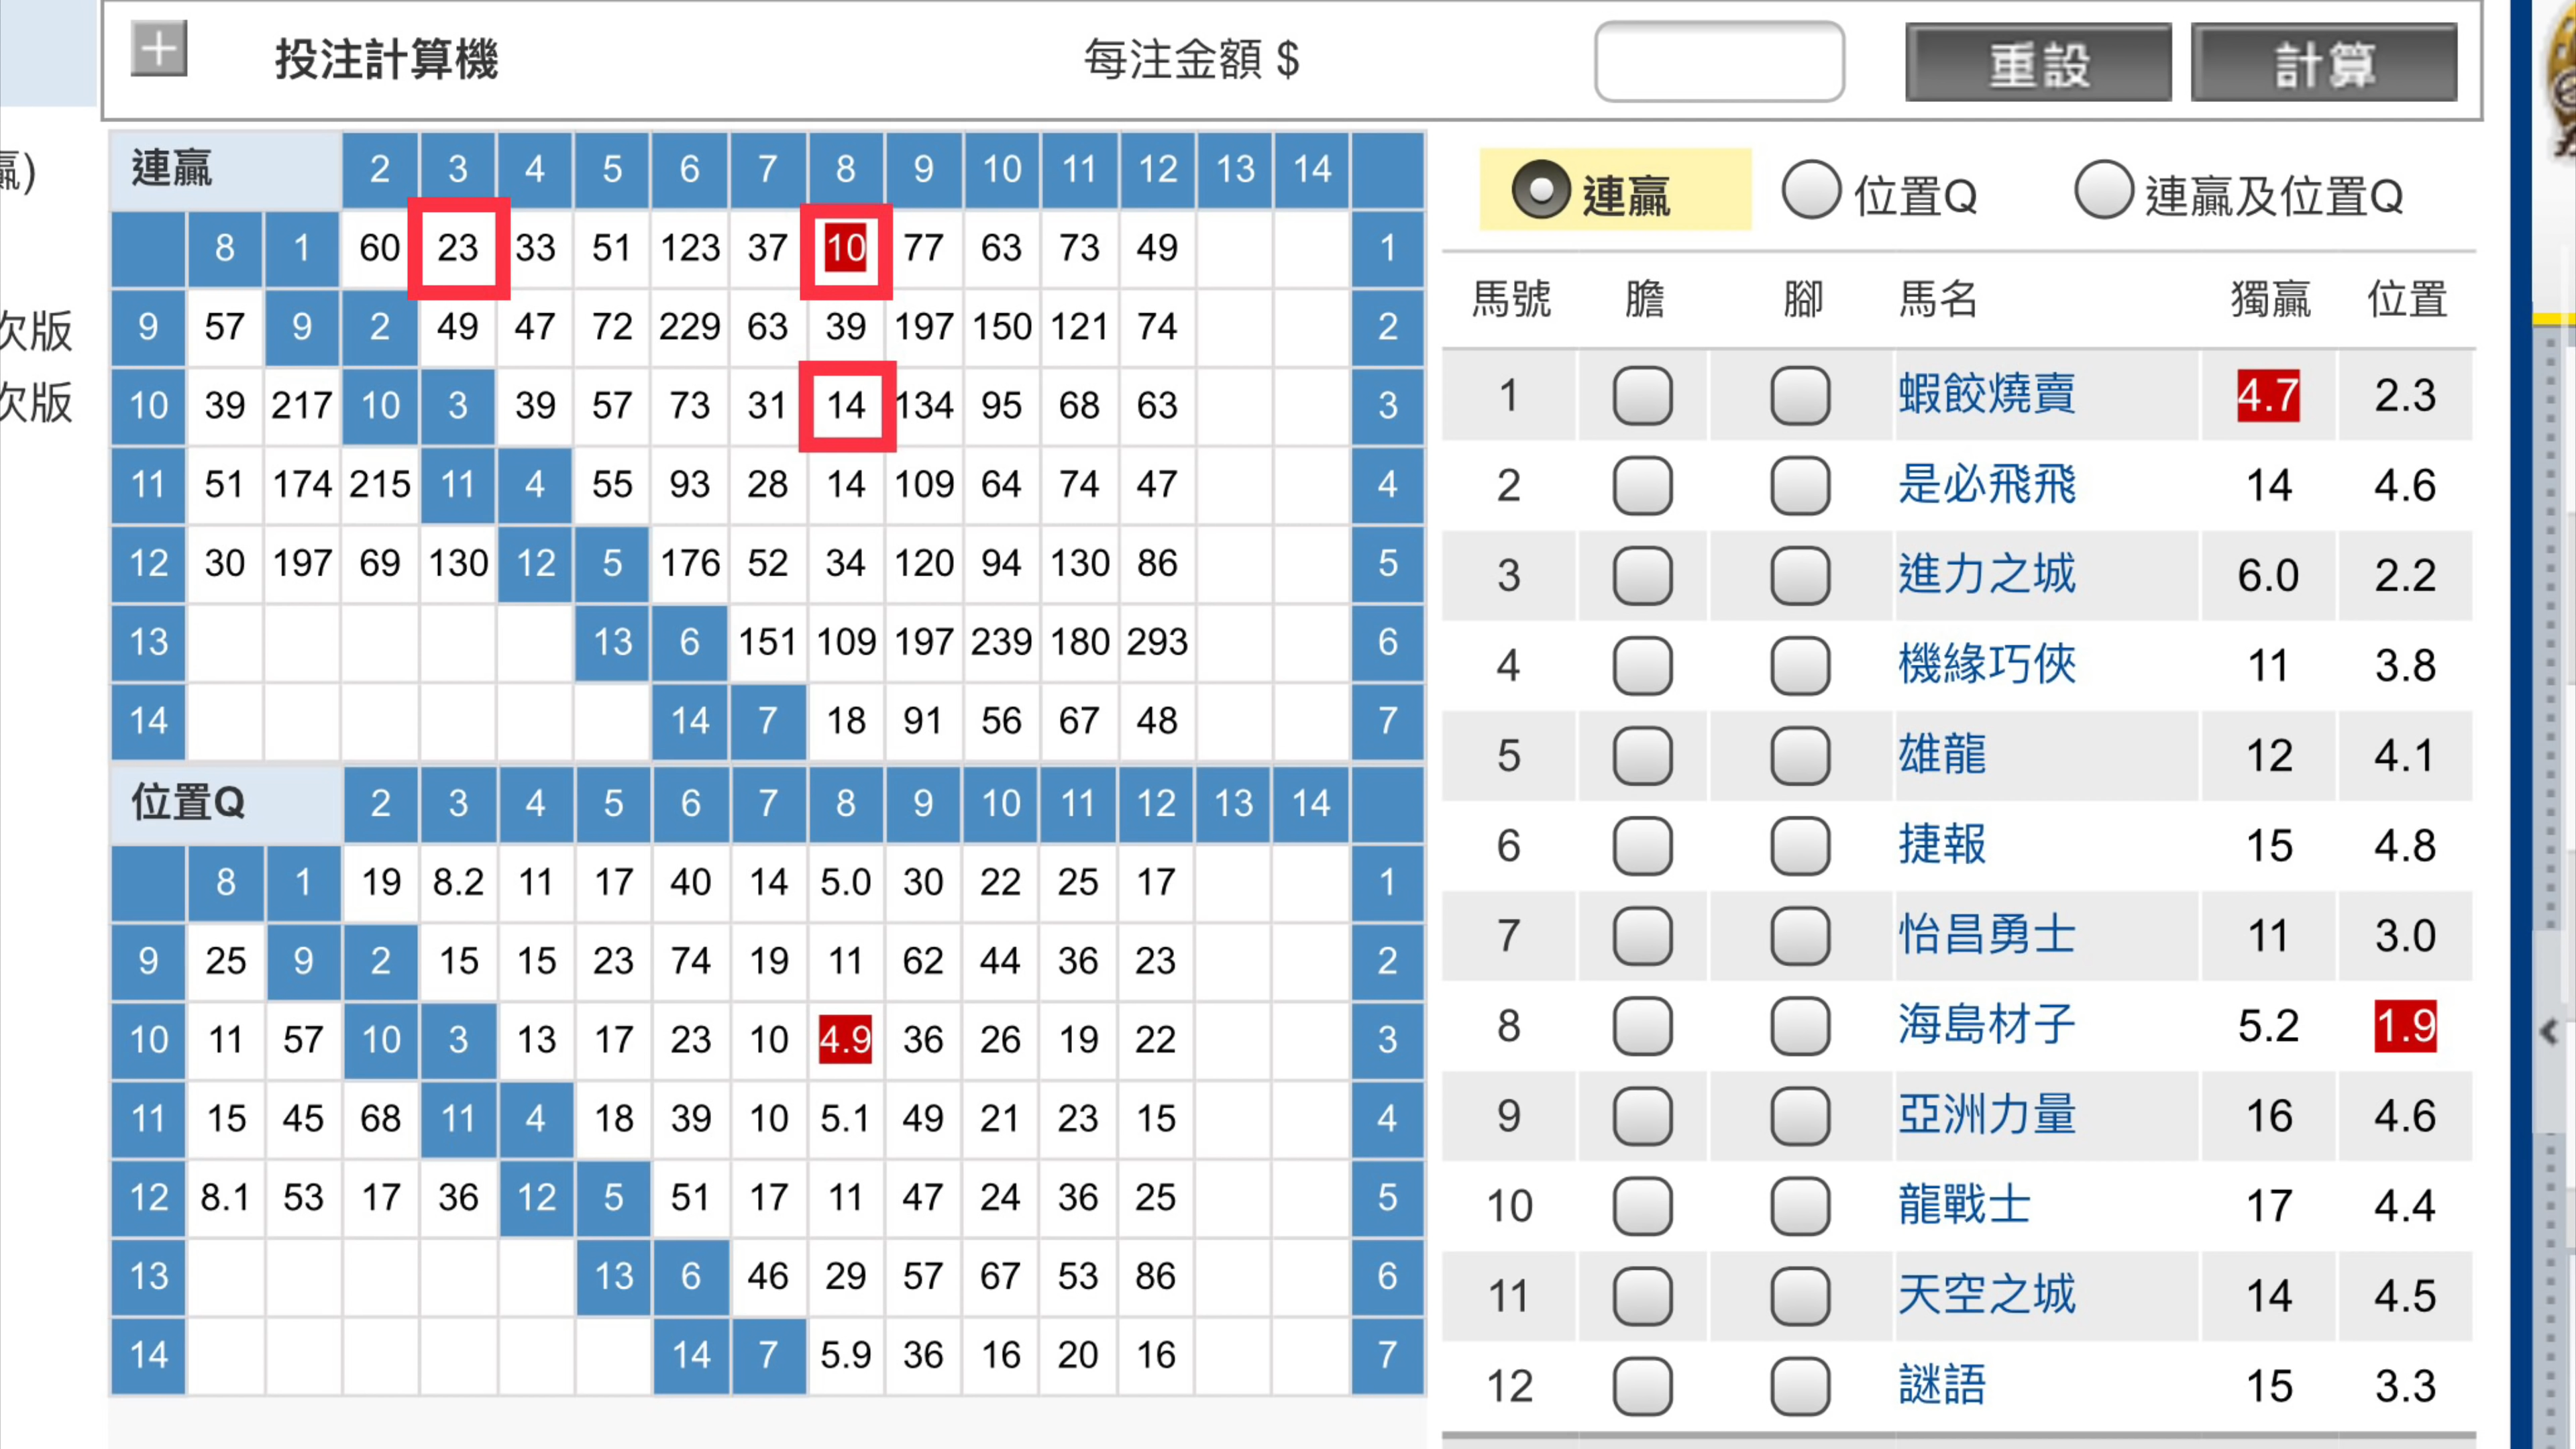 投注計算機 每注金額 $ 重設 計算
贏)
次版
次版
連贏 2 3 4 5 6 7 8 9 10 11 12 13 14
8 1 60 23 33 51 123 37 10 77 63 73 49 1
9 57 9 2 49 47 72 229 63 39 197 150 121 74 2
10 39 217 10 3 39 57 73 31 14 134 95 68 63 3
11 51 174 215 11 4 55 93 28 14 109 64 74 47 4
12 30 197 69 130 12 5 176 52 34 120 94 130 86 5
13 13 6 151 109 197 239 180 293 6
14 14 7 18 91 56 67 48 7
位置Q 2 3 4 5 6 7 8 9 10 11 12 13 14
8 1 19 8.2 11 17 40 14 5.0 30 22 25 17 1
9 25 9 2 15 15 23 74 19 11 62 44 36 23 2
10 11 57 10 3 13 17 23 10 4.9 36 26 19 22 3
11 15 45 68 11 4 18 39 10 5.1 49 21 23 15 4
12 8.1 53 17 36 12 5 51 17 11 47 24 36 25 5
13 13 6 46 29 57 67 53 86 6
14 14 7 5.9 36 16 20 16 7
連贏 位置Q 連贏及位置Q
馬號 膽 腳 馬名 獨贏 位置
1 蝦餃燒賣 4.7 2.3
2 是必飛飛 14 4.6
3 進力之城 6.0 2.2
4 機緣巧俠 11 3.8
5 雄龍 12 4.1
6 捷報 15 4.8
7 怡昌勇士 11 3.0
8 海島材子 5.2 1.9
9 亞洲力量 16 4.6
10 龍戰士 17 4.4
11 天空之城 14 4.5
12 謎語 15 3.3